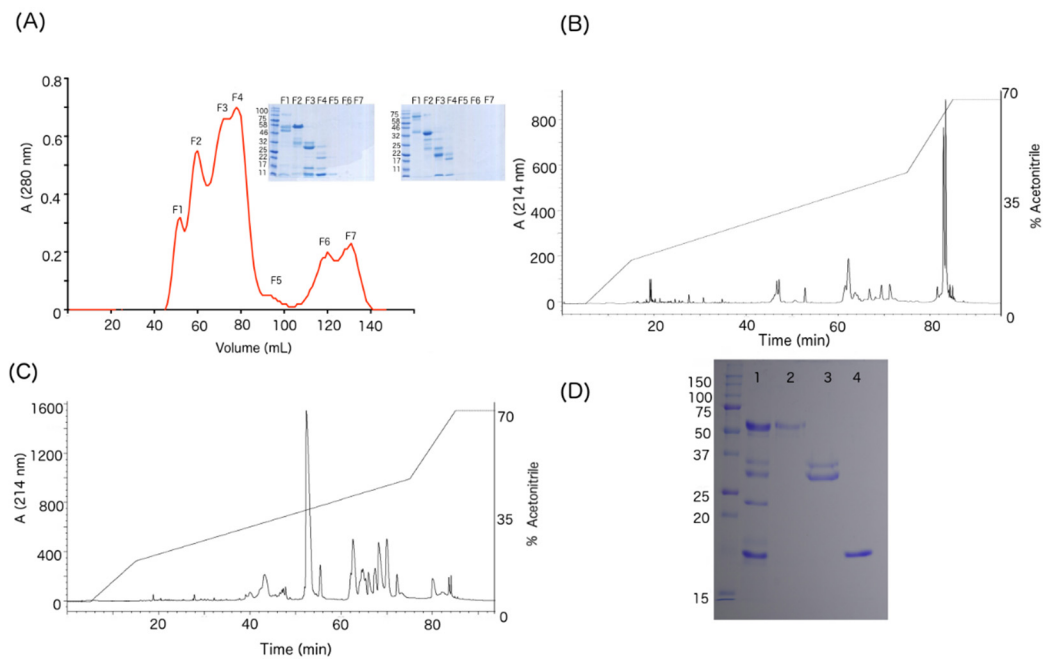 (A)
0.8
0.6
0.4
0.2
0
A (280 nm)
20 40 60 80 100 120 140
Volume (mL)
F1
F2
F3
F4
F5
F6
F7
F1 F2 F3 F4 F5 F6 F7
100
75
58
46
32
25
22
17
11
F1 F2 F3 F4 F5 F6 F7
100
75
58
46
32
25
22
17
11
(B)
800
600
400
200
0
A (214 nm)
20 40 60 80
Time (min)
70
35
0
% Acetonitrile
(C)
1600
1200
800
400
0
A (214 nm)
20 40 60 80
Time (min)
70
35
0
% Acetonitrile
(D)
1 2 3 4
150
100
75
50
37
25
20
15